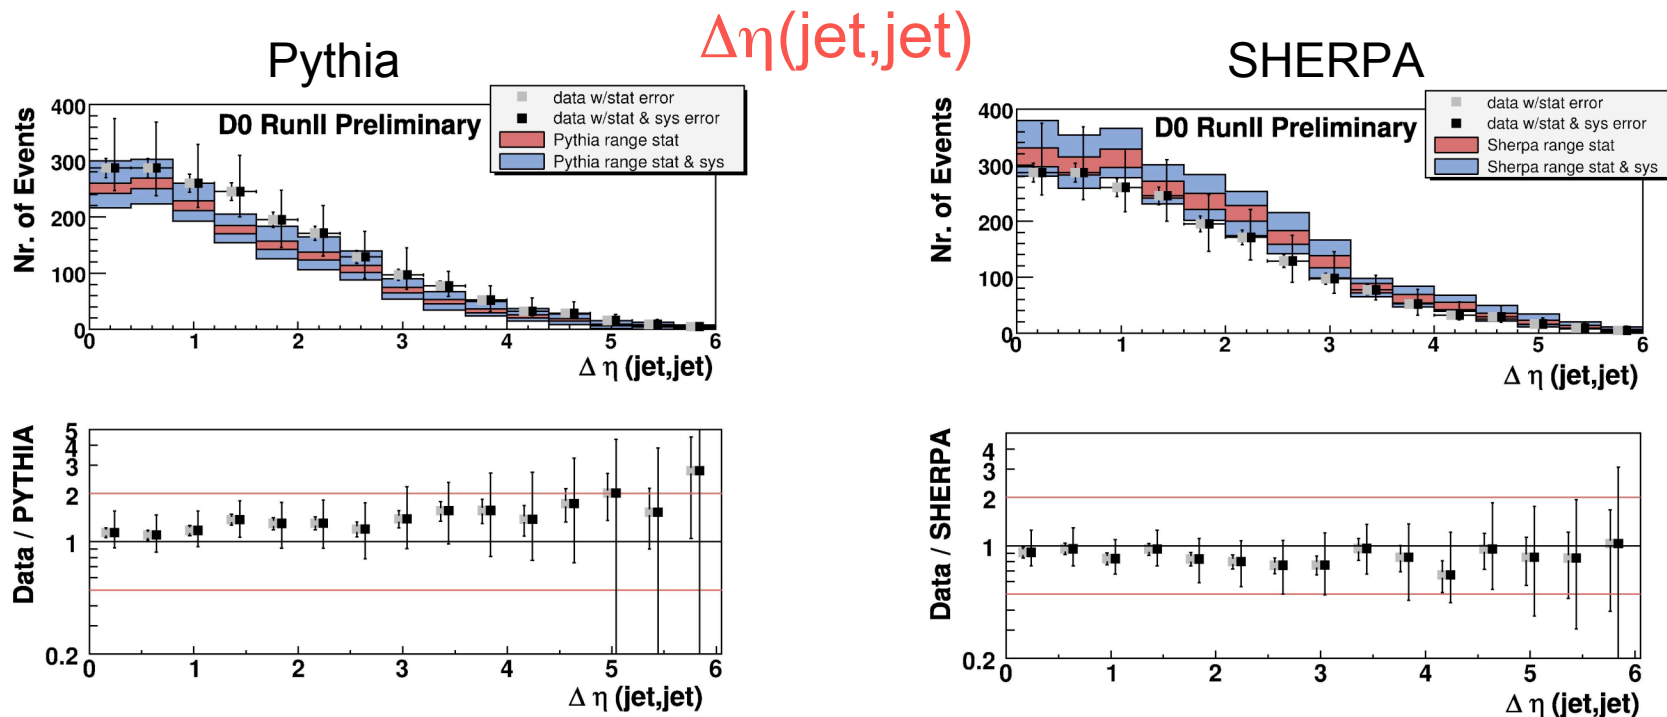 Δη(jet,jet)
Pythia
SHERPA
D0 RunII Preliminary
data w/stat error
data w/stat & sys error
Pythia range stat
Pythia range stat & sys
Nr. of Events
400
300
200
100
0
0 1 2 3 4 5 6
Δ η (jet,jet)
D0 RunII Preliminary
data w/stat error
data w/stat & sys error
Sherpa range stat
Sherpa range stat & sys
Nr. of Events
400
300
200
100
0
0 1 2 3 4 5 6
Δ η (jet,jet)
Data / PYTHIA
5
4
3
2
1
0.2
0 1 2 3 4 5 6
Δ η (jet,jet)
Data / SHERPA
4
3
2
1
0.2
0 1 2 3 4 5 6
Δ η (jet,jet)